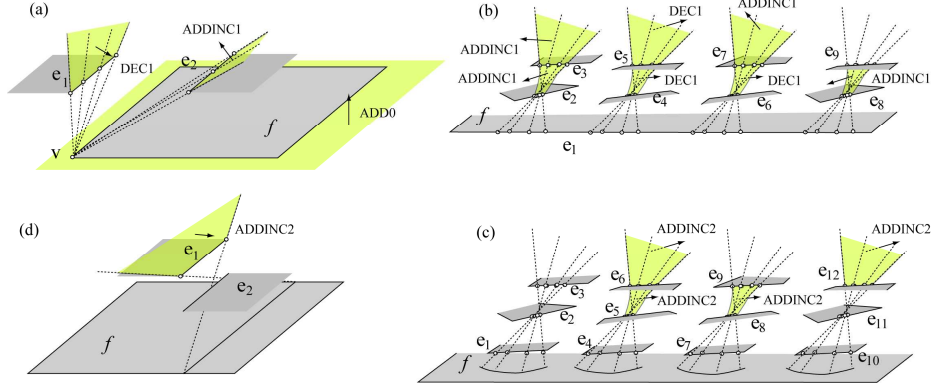 (a)
ADDINC1
e2
e1
DEC1
f
ADD0
v
(b)
DEC1
ADDINC1
ADDINC1
e3
e5
e7
e9
ADDINC1
e2
DEC1
e4
DEC1
e6
ADDINC1
e8
f
e1
(d)
ADDINC2
e1
e2
f
(c)
ADDINC2
ADDINC2
e3
e6
e9
e12
e2
e5
ADDINC2
e8
ADDINC2
e11
e1
e4
e7
e10
f